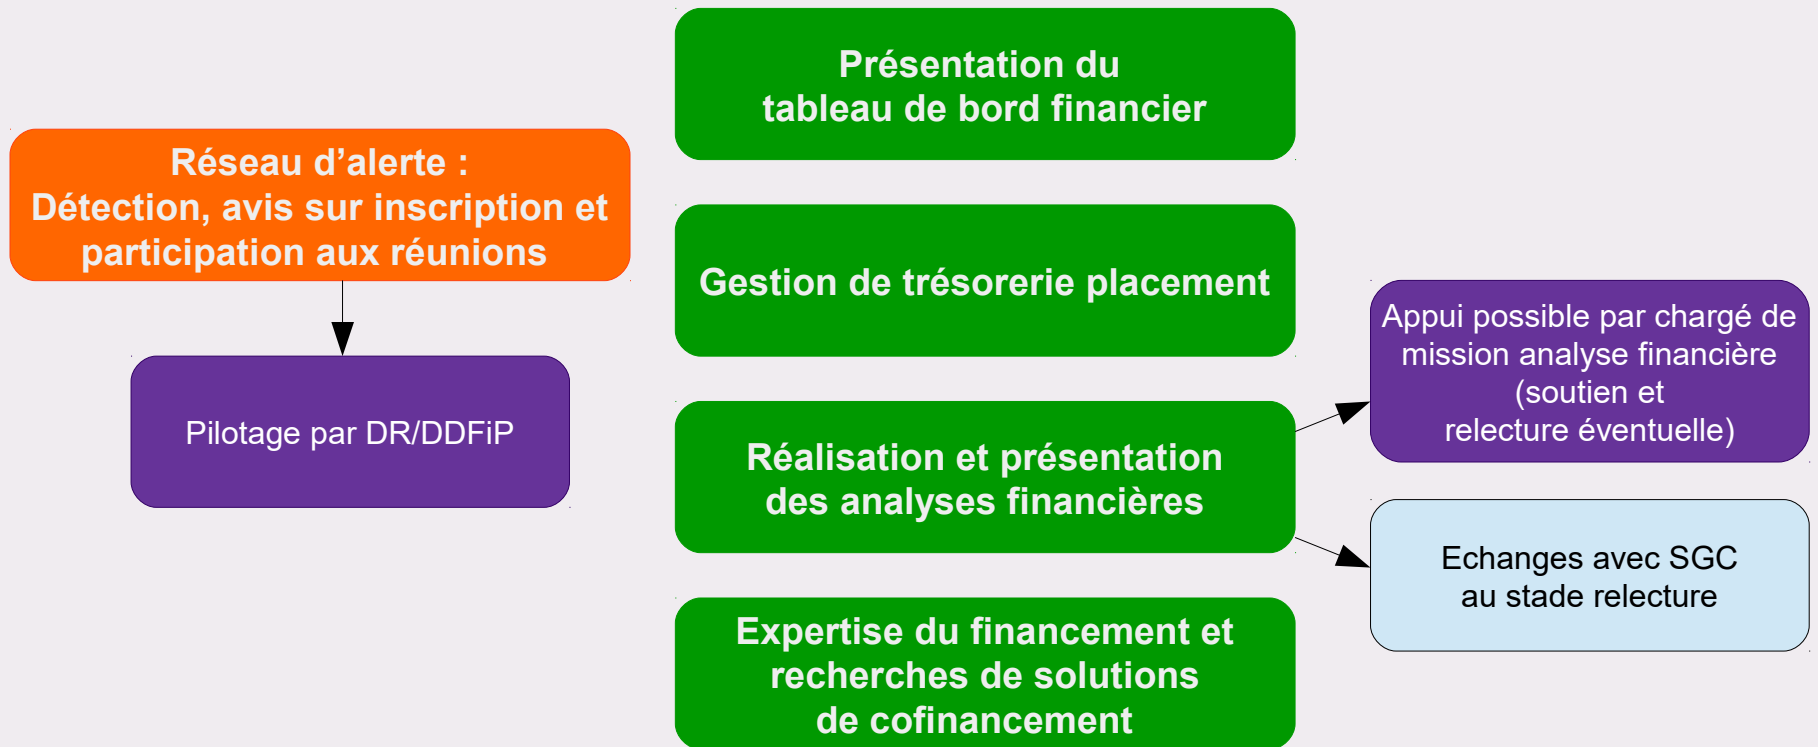 Présentation du
tableau de bord financier
Réseau d’alerte :
Détection, avis sur inscription et
participation aux réunions
Gestion de trésorerie placement
Pilotage par DR/DDFiP
Appui possible par chargé de
mission analyse financière
(soutien et
relecture éventuelle)
Réalisation et présentation
des analyses financières
Echanges avec SGC
au stade relecture
Expertise du financement et
recherches de solutions
de cofinancement